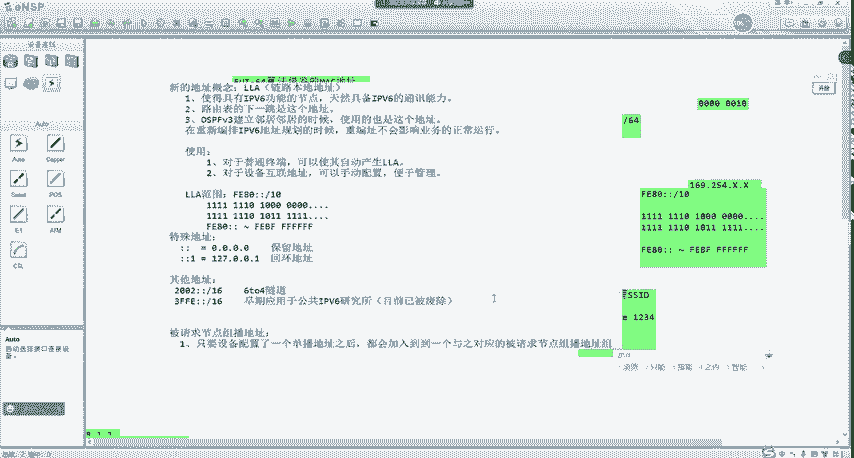 eNSP
EUI-64算法得到的MAC地址
新的地址概念：LLA（链路本地地址）
1、使得具有IPV6功能的节点，天然具备IPV6的通讯能力。
2、路由表的下一跳是这个地址。
3、OSPFv3建立邻居邻居的时候，使用的也是这个地址。
在重新编排IPV6地址规划的时候，重编址不会影响业务的正常运行。
使用：
1、对于普通终端，可以使其自动产生LLA。
2、对于设备互联地址，可以手动配置，便于管理。
LLA范围：FE80::/10
1111 1110 1000 0000....
1111 1110 1011 1111....
FE80:: ~ FEBF FFFFFF
特殊地址：
:: = 0.0.0.0 保留地址
::1 = 127.0.0.1 回环地址
其他地址：
2002::/16 6to4隧道
3FFE::/16 早期应用于公共IPV6研究所（目前已被废除）
被请求节点组播地址：
1、只要设备配置了一个单播地址之后，都会加入到到一个与之对应的被请求节点组播地址组
0000 0010
/64
169.254.X.X
FE80::/10
1111 1110 1000 0000....
1111 1110 1011 1111....
FE80:: ~ FEBF FFFFFF
SSID
= 1234
Auto
Auto
Copper
Serial
POS
E1
ATM
CTL
Auto
自动选择接口连接设备。